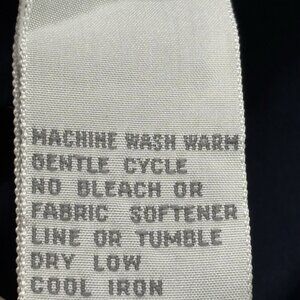 MACHINE WASH WARM
GENTLE CYCLE
NO BLEACH OR
FABRIC SOFTENER
LINE OR TUMBLE
DRY LOW
COOL IRON